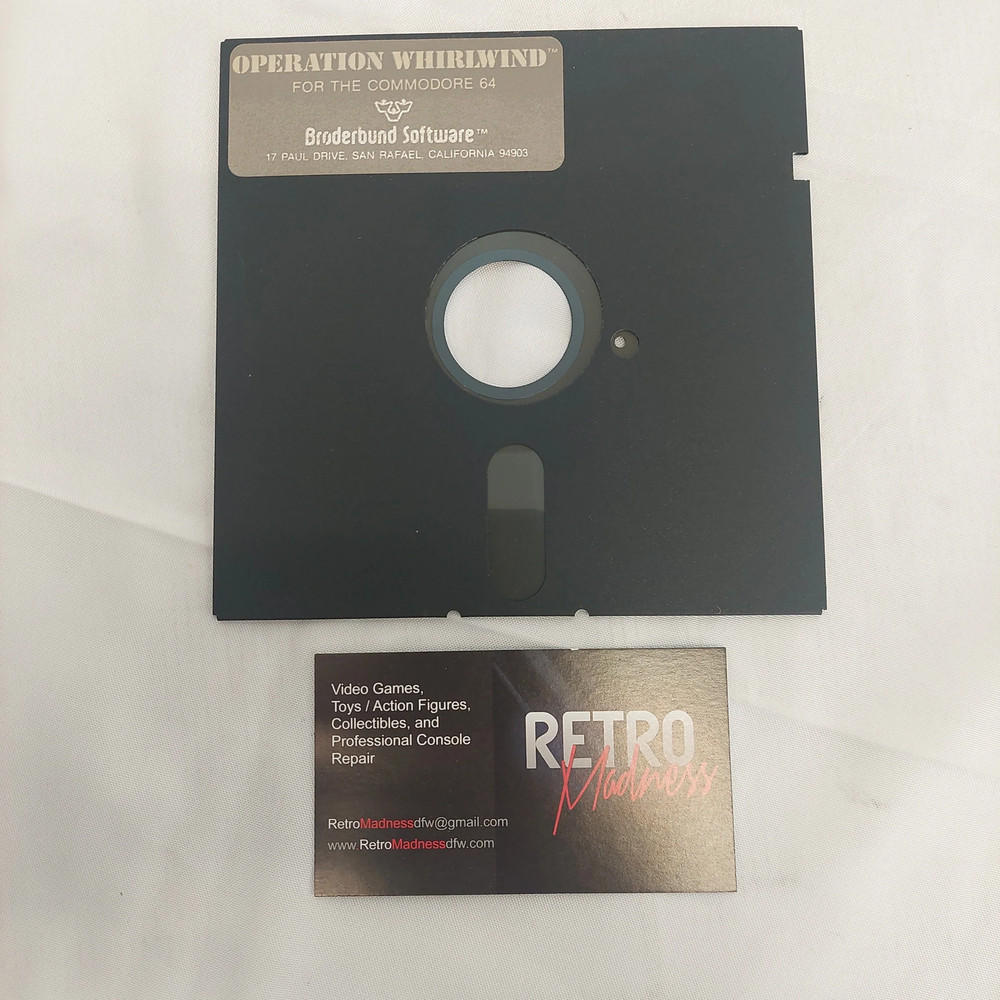 OPERATION WHIRLWIND™
FOR THE COMMODORE 64
Brøderbund Software™
17 PAUL DRIVE, SAN RAFAEL, CALIFORNIA 94903
Video Games,
Toys / Action Figures,
Collectibles, and
Professional Console
Repair
RETRO
Madness
RetroMadnessdfw@gmail.com
www.RetroMadnessdfw.com